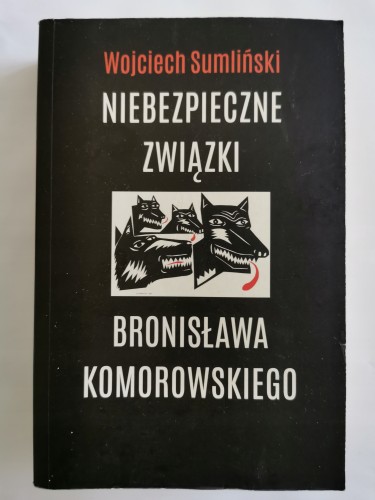 Wojciech Sumliński
NIEBEZPIECZNE
ZWIĄZKI
BRONISŁAWA
KOMOROWSKIEGO